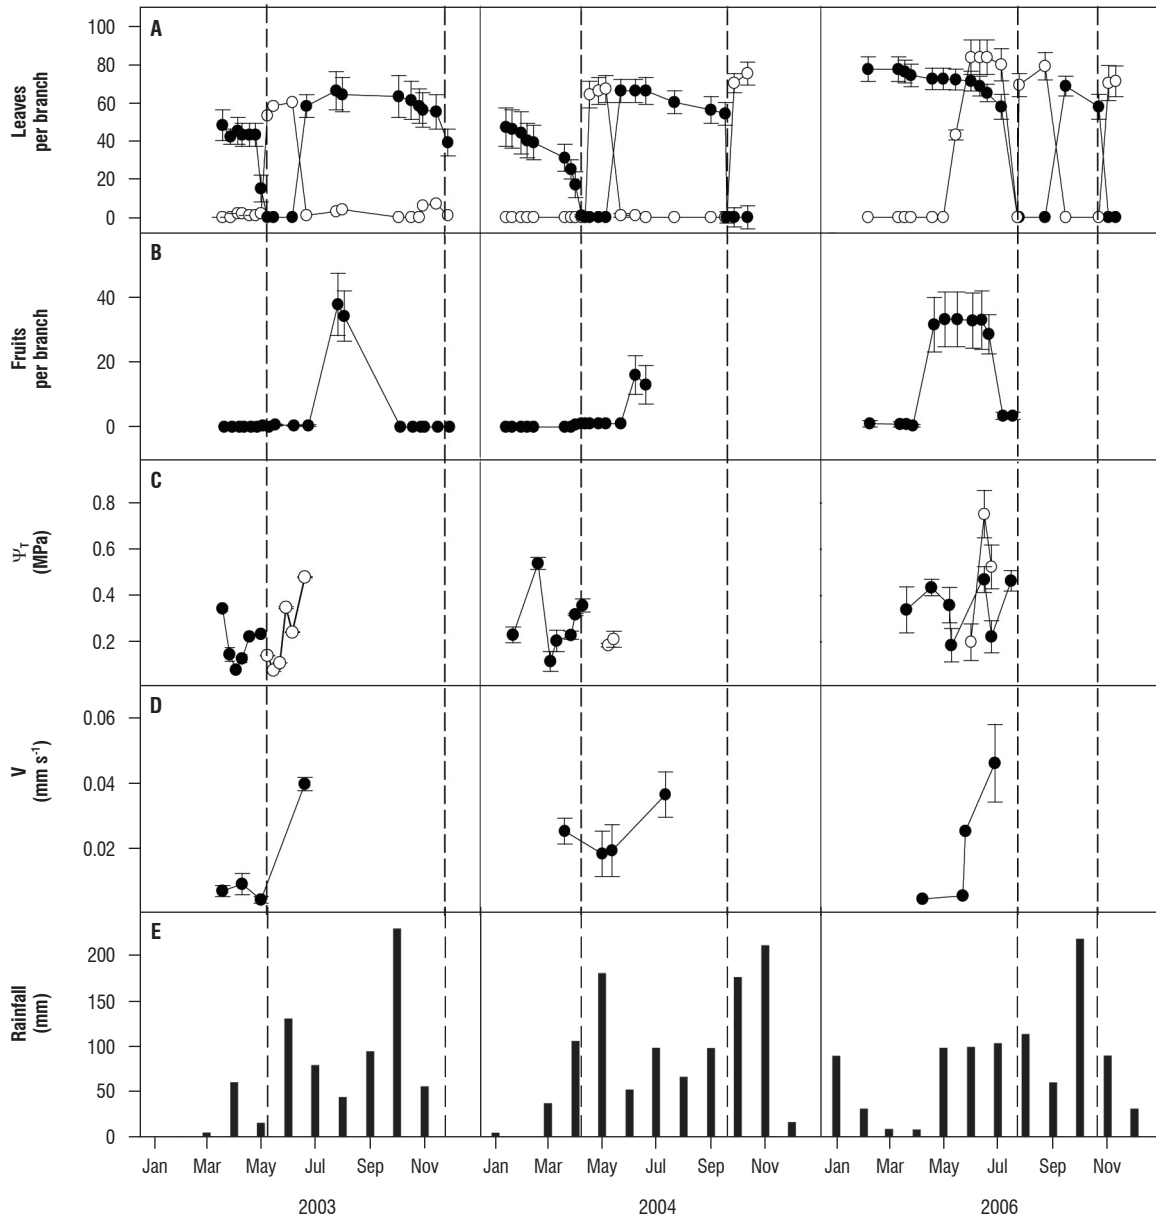 A
Leaves
per branch
100
80
60
40
20
0
B
Fruits
per branch
40
20
0
C
ΨT
(MPa)
0.8
0.6
0.4
0.2
D
V
(mm s-1)
0.06
0.04
0.02
E
Rainfall
(mm)
200
150
100
50
0
Jan Mar May Jul Sep Nov Jan Mar May Jul Sep Nov Jan Mar May Jul Sep Nov
2003 2004 2006